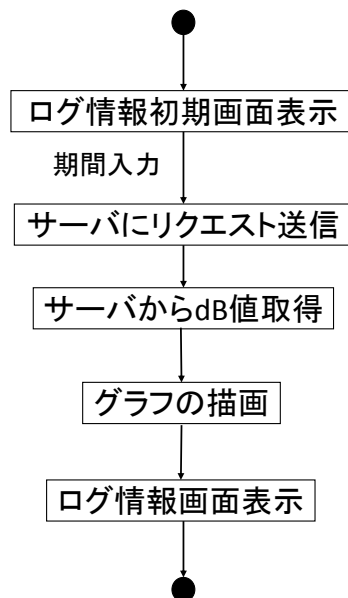 ログ情報初期画面表示
期間入力
サーバにリクエスト送信
サーバからdB値取得
グラフの描画
ログ情報画面表示